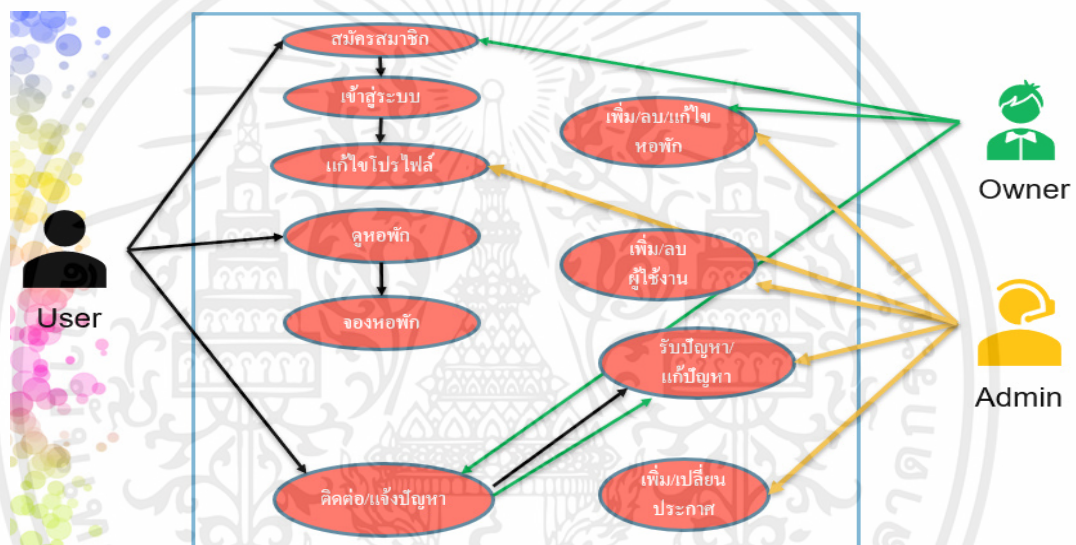 สมัครสมาชิก
เข้าสู่ระบบ
แก้ไขโปรไฟล์
ดูหอพัก
จองหอพัก
ติดต่อ/แจ้งปัญหา
เพิ่ม/ลบ/แก้ไข
หอพัก
เพิ่ม/ลบ
ผู้ใช้งาน
รับปัญหา/
แก้ปัญหา
เพิ่ม/เปลี่ยน
ประกาศ
User
Owner
Admin